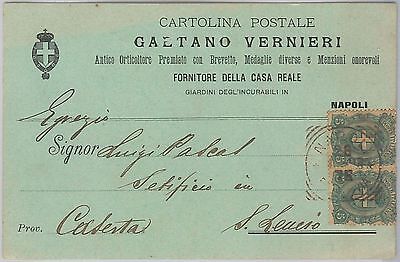 CARTOLINA POSTALE
GAETANO VERNIERI
Antico Orticoltore Premiato con Brevetto, Medaglie diverse e Menzioni onorevoli
FORNITORE DELLA CASA REALE
GIARDINI DEGL'INCURABILI IN
NAPOLI
Egregio
Signor Luigi Pascal
Setificio in
S. Leucio
Prov. Caserta